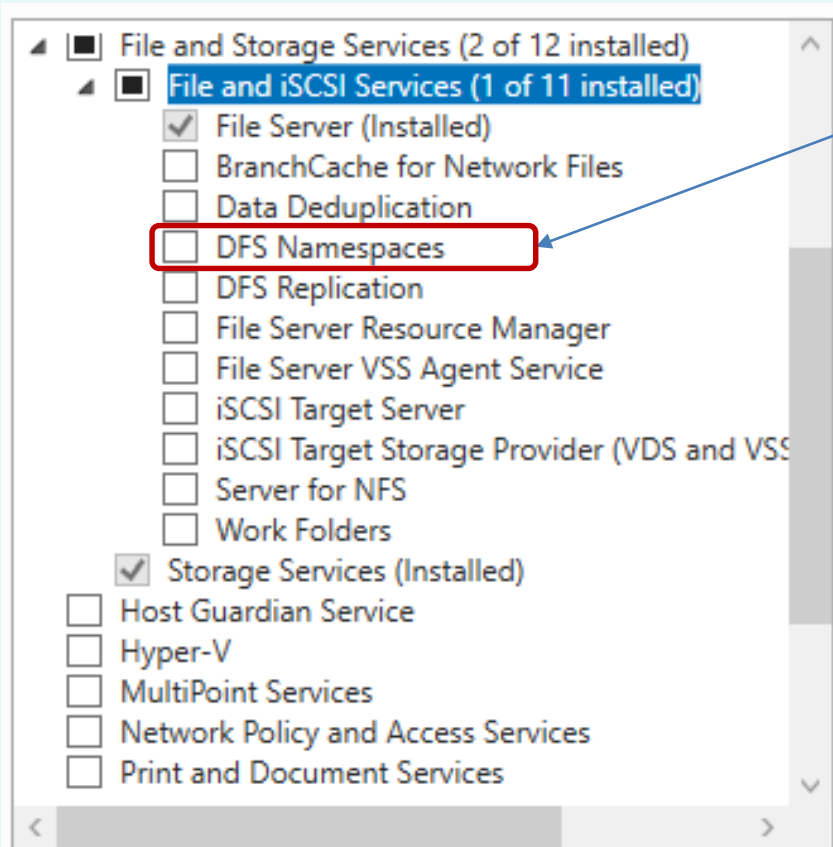 File and Storage Services (2 of 12 installed)
File and iSCSI Services (1 of 11 installed)
File Server (Installed)
BranchCache for Network Files
Data Deduplication
DFS Namespaces
DFS Replication
File Server Resource Manager
File Server VSS Agent Service
iSCSI Target Server
iSCSI Target Storage Provider (VDS and VSS
Server for NFS
Work Folders
Storage Services (Installed)
Host Guardian Service
Hyper-V
MultiPoint Services
Network Policy and Access Services
Print and Document Services